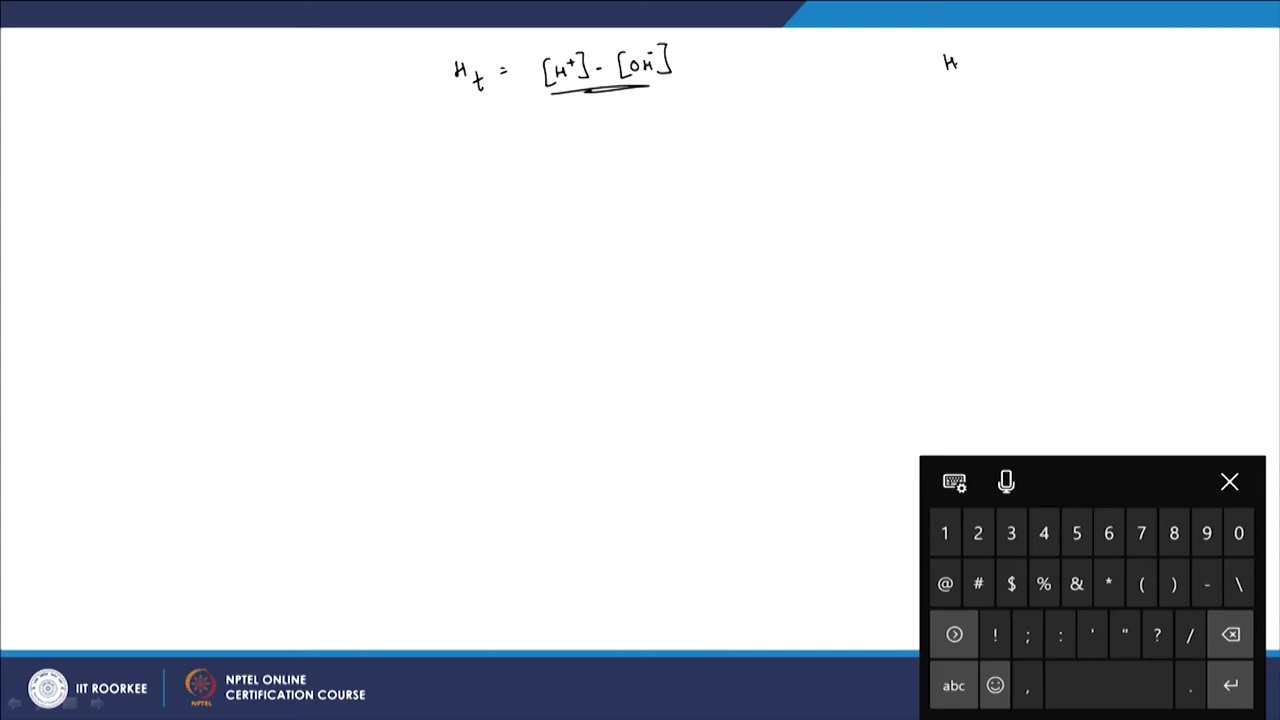 H_t = [H⁺] - [OH⁻]
H
1 2 3 4 5 6 7 8 9 0
@ # $ % & * ( ) - \
! ; : ' " ? /
abc , .
IIT ROORKEE
NPTEL
NPTEL ONLINE
CERTIFICATION COURSE